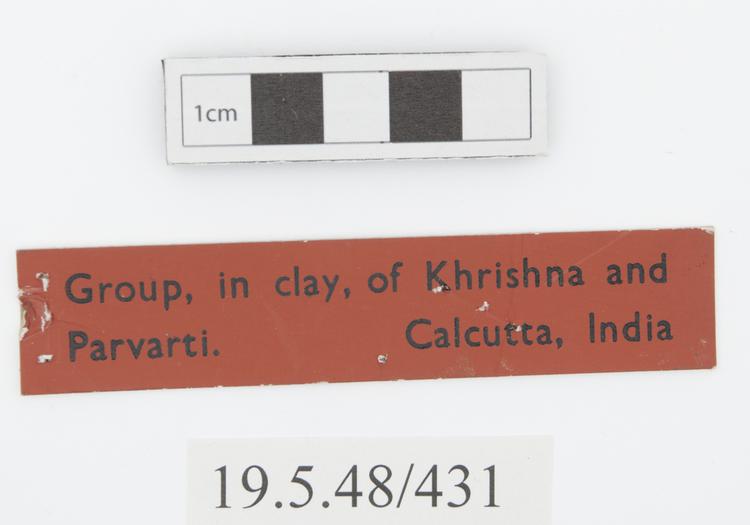 1cm
Group, in clay, of Khrishna and
Parvarti. Calcutta, India
19.5.48/431